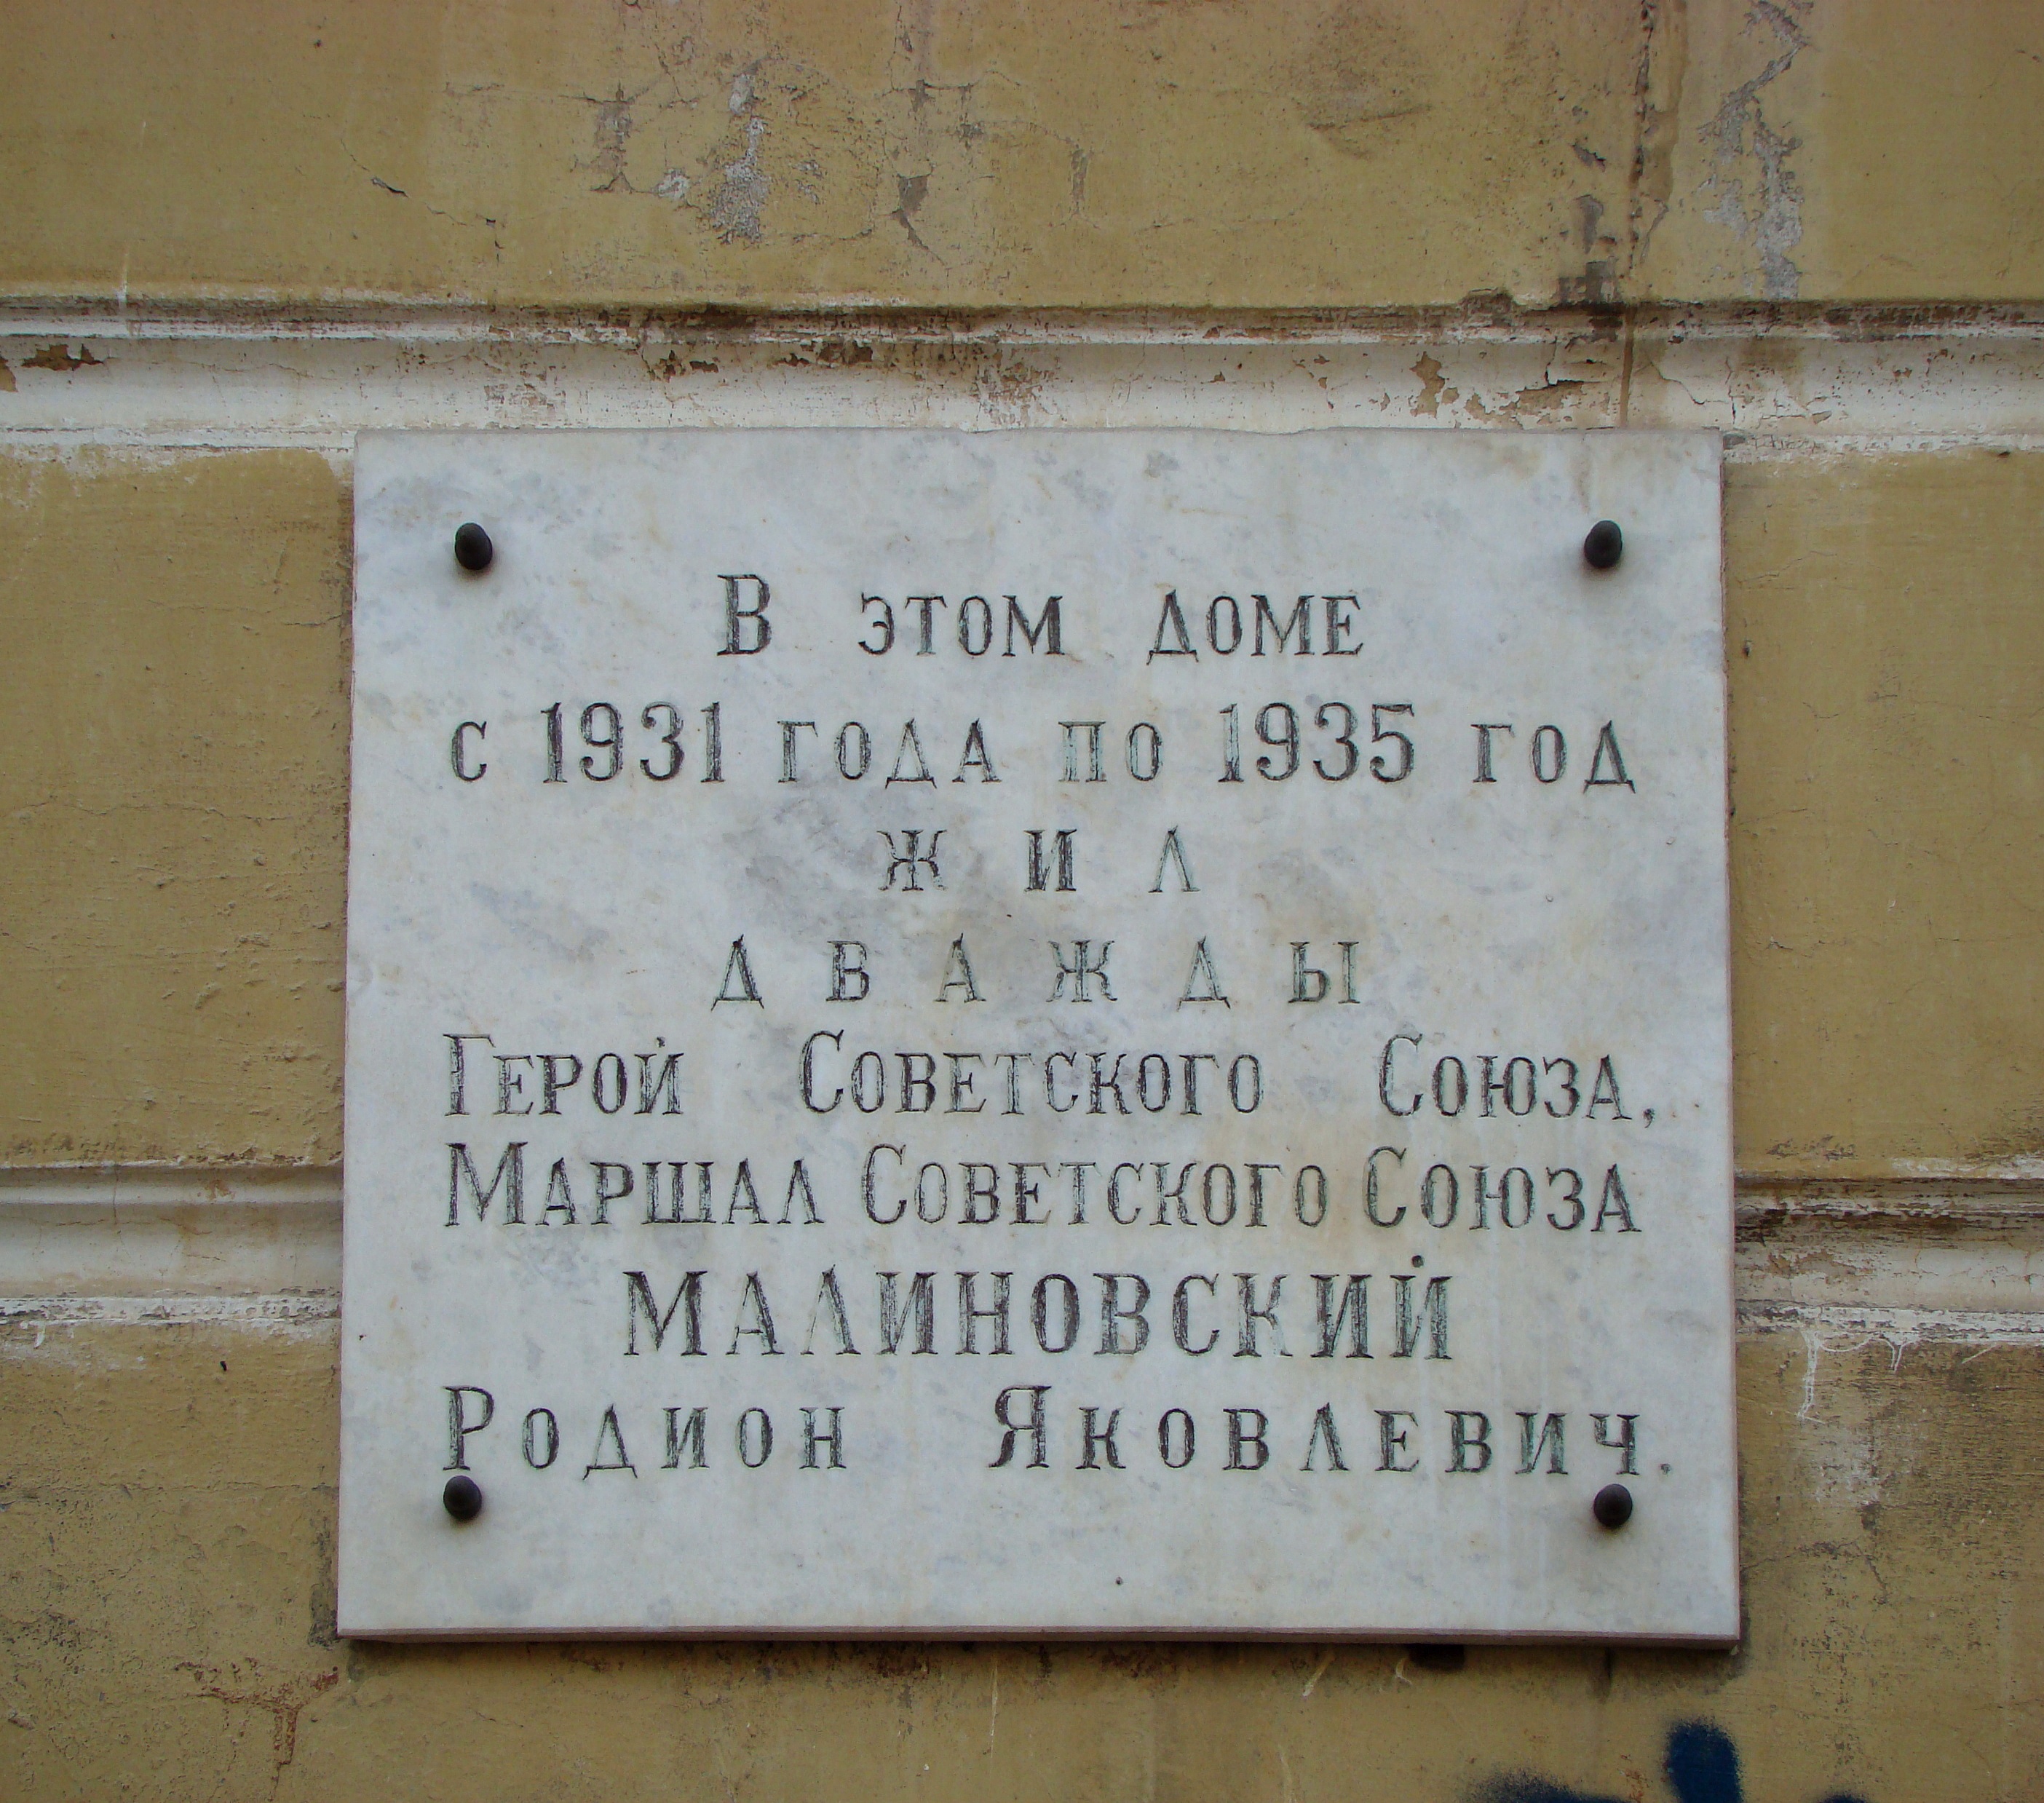 В ЭТОМ ДОМЕ
С 1931 ГОДА ПО 1935 ГОД
ЖИЛ
ДВАЖДЫ
ГЕРОЙ СОВЕТСКОГО СОЮЗА,
МАРШАЛ СОВЕТСКОГО СОЮЗА
МАЛИНОВСКИЙ
РОДИОН ЯКОВЛЕВИЧ.